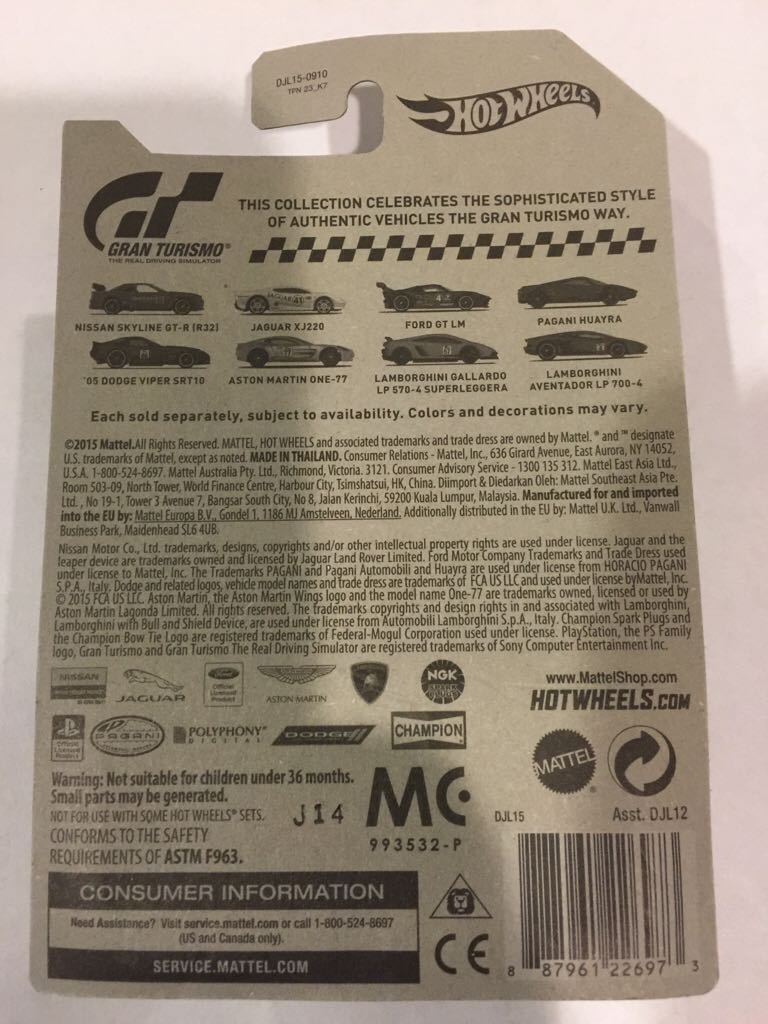 DJL15-0910
TPN 23_K7
HOT WHEELS
GRAN TURISMO®
THE REAL DRIVING SIMULATOR
THIS COLLECTION CELEBRATES THE SOPHISTICATED STYLE
OF AUTHENTIC VEHICLES THE GRAN TURISMO WAY.
NISSAN SKYLINE GT-R (R32)
JAGUAR XJ220
FORD GT LM
PAGANI HUAYRA
'05 DODGE VIPER SRT10
ASTON MARTIN ONE-77
LAMBORGHINI GALLARDO
LP 570-4 SUPERLEGGERA
LAMBORGHINI
AVENTADOR LP 700-4
Each sold separately, subject to availability. Colors and decorations may vary.
©2015 Mattel.All Rights Reserved. MATTEL, HOT WHEELS and associated trademarks and trade dress are owned by Mattel. ® and ™ designate
U.S. trademarks of Mattel, except as noted. MADE IN THAILAND. Consumer Relations - Mattel, Inc., 636 Girard Avenue, East Aurora, NY 14052,
U.S.A. 1-800-524-8697. Mattel Australia Pty. Ltd., Richmond, Victoria. 3121. Consumer Advisory Service - 1300 135 312. Mattel East Asia Ltd.,
Room 503-09, North Tower, World Finance Centre, Harbour City, Tsimshatsui, HK, China. Diimport & Diedarkan Oleh: Mattel Southeast Asia Pte.
Ltd., No 19-1, Tower 3 Avenue 7, Bangsar South City, No 8, Jalan Kerinchi, 59200 Kuala Lumpur, Malaysia. Manufactured for and imported
into the EU by: Mattel Europa B.V., Gondel 1, 1186 MJ Amstelveen, Nederland. Additionally distributed in the EU by: Mattel U.K. Ltd., Vanwall
Business Park, Maidenhead SL6 4UB.
Nissan Motor Co., Ltd. trademarks, designs, copyrights and/or other intellectual property rights are used under license. Jaguar and the
leaper device are trademarks owned and licensed by Jaguar Land Rover Limited. Ford Motor Company Trademarks and Trade Dress used
under license to Mattel, Inc. The Trademarks PAGANI and Pagani Automobili and Huayra are used under license from HORACIO PAGANI
S.P.A., Italy. Dodge and related logos, vehicle model names and trade dress are trademarks of FCA US LLC and used under license byMattel, Inc.
© 2015 FCA US LLC. Aston Martin, the Aston Martin Wings logo and the model name One-77 are trademarks owned, licensed or used by
Aston Martin Lagonda Limited. All rights reserved. The trademarks copyrights and design rights in and associated with Lamborghini,
Lamborghini with Bull and Shield Device, are used under license from Automobili Lamborghini S.p.A., Italy. Champion Spark Plugs and
the Champion Bow Tie Logo are registered trademarks of Federal-Mogul Corporation used under license. PlayStation, the PS Family
logo, Gran Turismo and Gran Turismo The Real Driving Simulator are registered trademarks of Sony Computer Entertainment Inc.
NISSAN
JAGUAR
Ford
Official
Licensed
Product
ASTON MARTIN
NGK
SPARK
PLUGS
www.MattelShop.com
HOTWHEELS.COM
Official
Licensed
Product
PAGANI
POLYPHONY
DIGITAL
DODGE
CHAMPION
MATTEL
Warning: Not suitable for children under 36 months.
Small parts may be generated.
NOT FOR USE WITH SOME HOT WHEELS® SETS.
CONFORMS TO THE SAFETY
REQUIREMENTS OF ASTM F963.
J14
MC
993532-P
DJL15
Asst. DJL12
CONSUMER INFORMATION
Need Assistance? Visit service.mattel.com or call 1-800-524-8697
(US and Canada only).
SERVICE.MATTEL.COM
CE
8 87961 22697 3